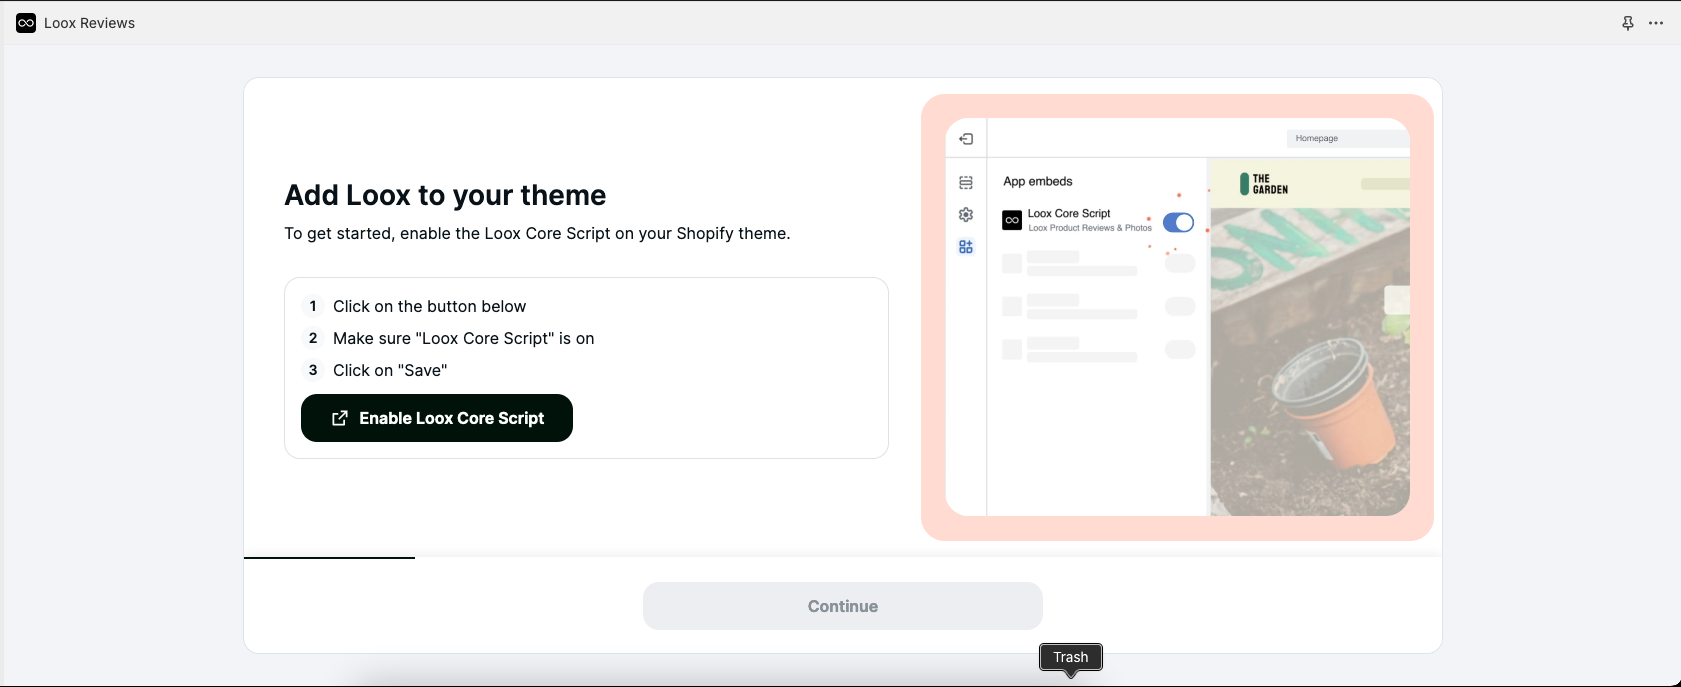 Loox Reviews
Add Loox to your theme
To get started, enable the Loox Core Script on your Shopify theme.
1 Click on the button below
2 Make sure "Loox Core Script" is on
3 Click on "Save"
Enable Loox Core Script
Homepage
App embeds
THE
GARDEN
Loox Core Script
Loox Product Reviews & Photos
Continue
Trash